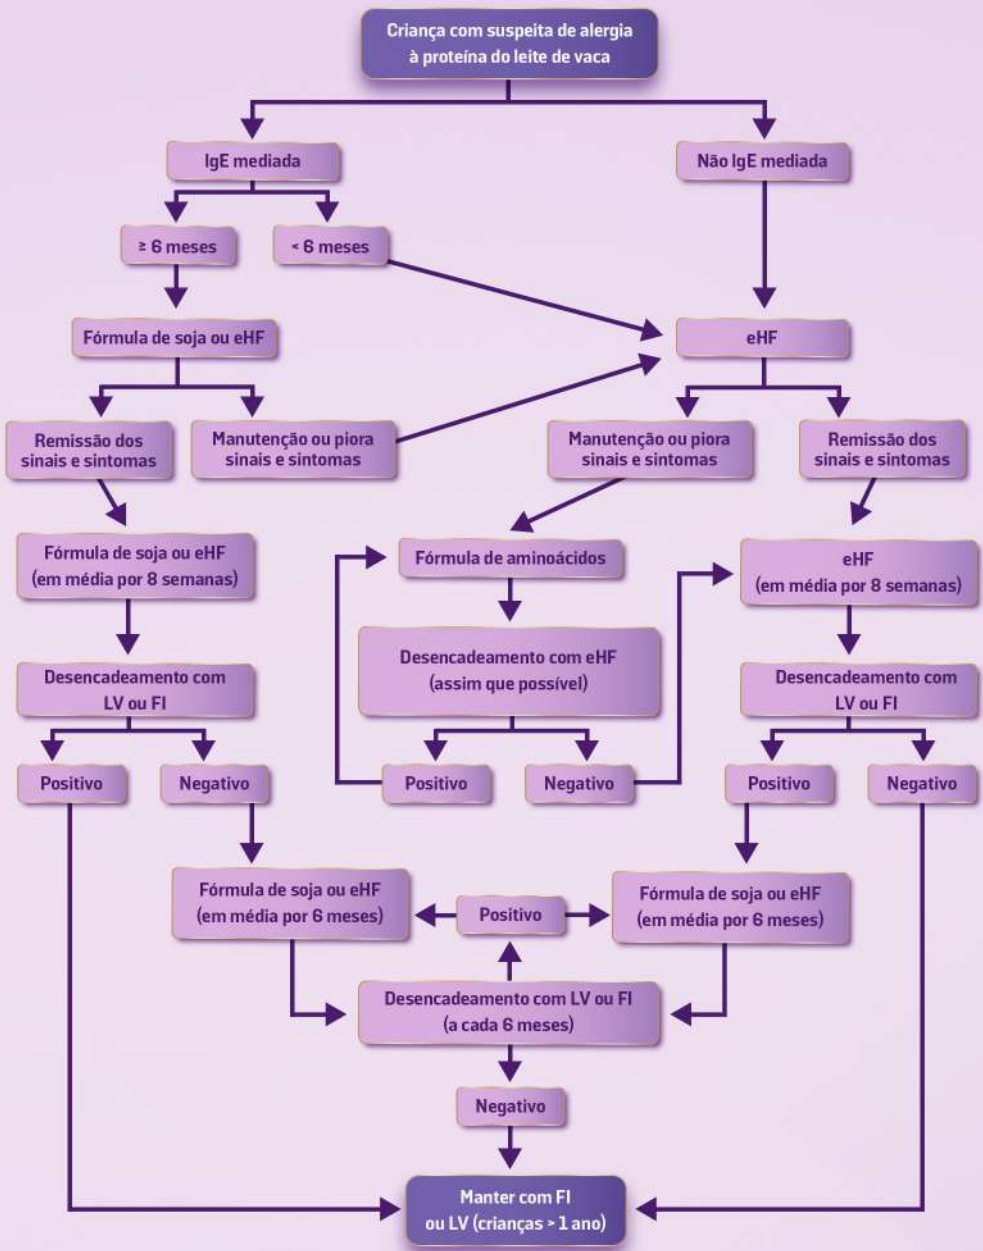 Criança com suspeita de alergia
à proteína do leite de vaca
IgE mediada
Não IgE mediada
≥ 6 meses
< 6 meses
Fórmula de soja ou eHF
eHF
Remissão dos
sinais e sintomas
Manutenção ou piora
sinais e sintomas
Manutenção ou piora
sinais e sintomas
Remissão dos
sinais e sintomas
Fórmula de soja ou eHF
(em média por 8 semanas)
Fórmula de aminoácidos
eHF
(em média por 8 semanas)
Desencadeamento com eHF
(assim que possível)
Desencadeamento com
LV ou FI
Desencadeamento com
LV ou FI
Positivo
Negativo
Positivo
Negativo
Positivo
Negativo
Fórmula de soja ou eHF
(em média por 6 meses)
Positivo
Fórmula de soja ou eHF
(em média por 6 meses)
Desencadeamento com LV ou FI
(a cada 6 meses)
Negativo
Manter com FI
ou LV (crianças > 1 ano)